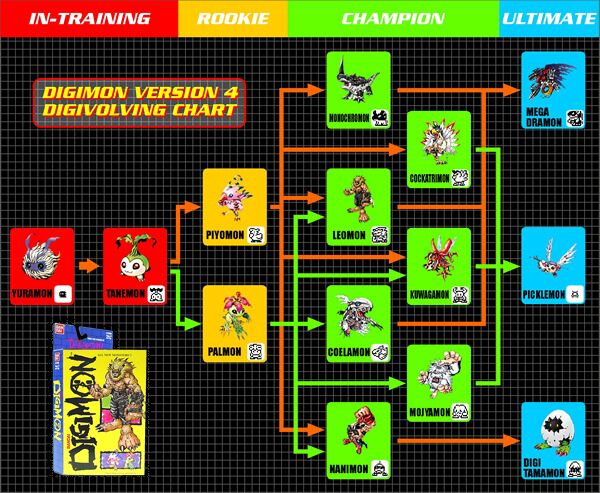 IN-TRAINING
ROOKIE
CHAMPION
ULTIMATE
DIGIMON VERSION 4
DIGIVOLVING CHART
MONOCHROMON
MEGA
DRAMON
COCKATRIMON
PIYOMON
LEOMON
YURAMON
TANEMON
KUWAGAMON
PICKLEMON
PALMON
COELAMON
MOJYAMON
NANIMON
DIGI
TAMAMON
DIGIMON
DIGIMON